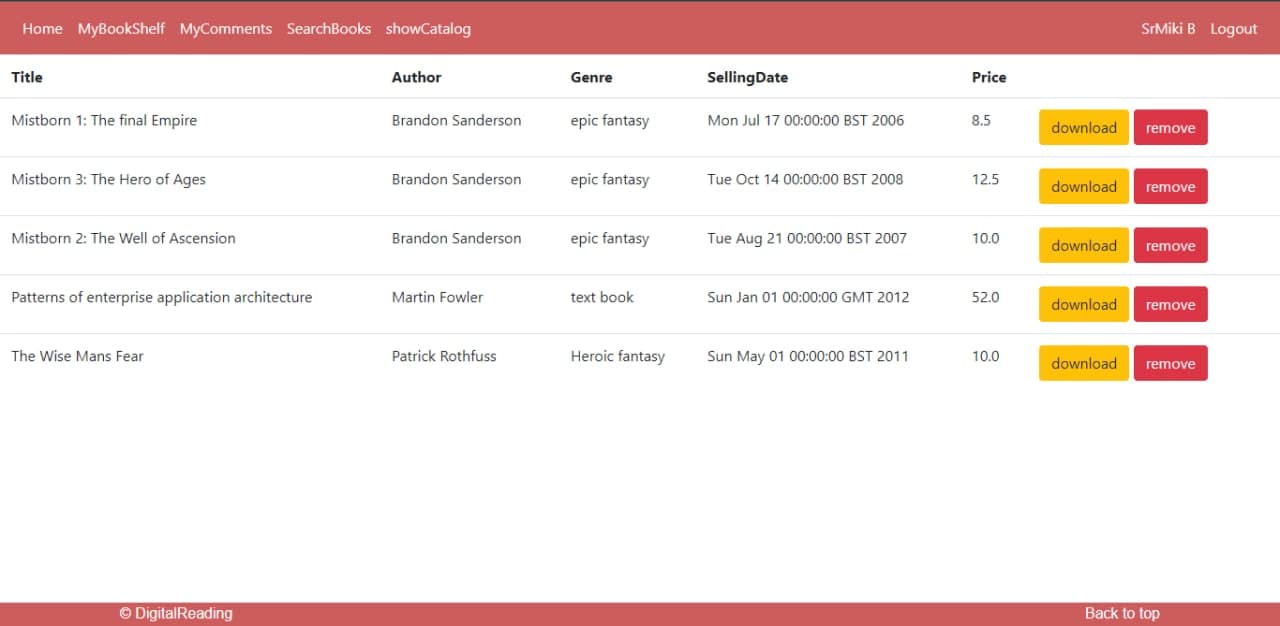 Home MyBookShelf MyComments SearchBooks showCatalog SrMiki B Logout
Title Author Genre SellingDate Price
Mistborn 1: The final Empire Brandon Sanderson epic fantasy Mon Jul 17 00:00:00 BST 2006 8.5 download remove
Mistborn 3: The Hero of Ages Brandon Sanderson epic fantasy Tue Oct 14 00:00:00 BST 2008 12.5 download remove
Mistborn 2: The Well of Ascension Brandon Sanderson epic fantasy Tue Aug 21 00:00:00 BST 2007 10.0 download remove
Patterns of enterprise application architecture Martin Fowler text book Sun Jan 01 00:00:00 GMT 2012 52.0 download remove
The Wise Mans Fear Patrick Rothfuss Heroic fantasy Sun May 01 00:00:00 BST 2011 10.0 download remove
© DigitalReading Back to top